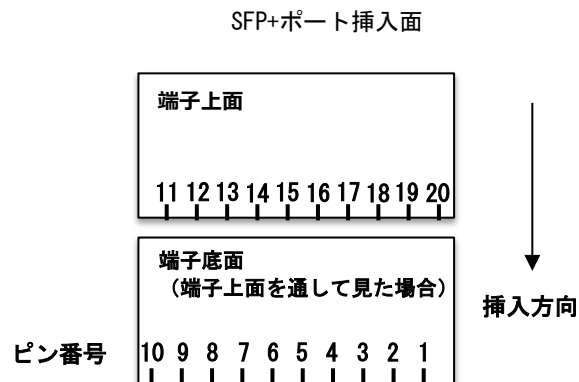 SFP+ポート挿入面
端子上面
11 12 13 14 15 16 17 18 19 20
端子底面
（端子上面を通して見た場合）
挿入方向
ピン番号 10 9 8 7 6 5 4 3 2 1